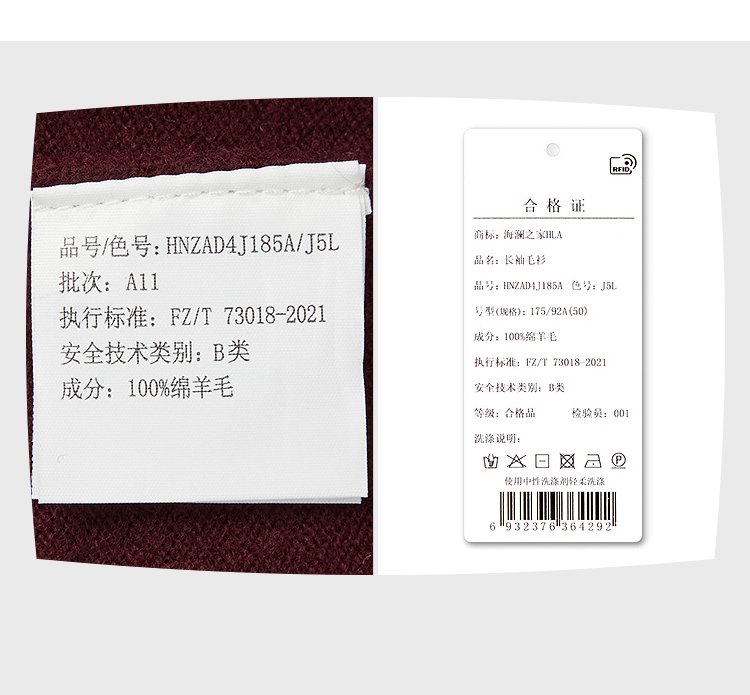 品号/色号: HNZAD4J185A/J5L
批次: A11
执行标准: FZ/T 73018-2021
安全技术类别: B类
成分: 100%绵羊毛
RFID
合格证
商标: 海澜之家HLA
品名: 长袖毛衫
品号: HNZAD4J185A 色号: J5L
号型(规格): 175/92A(50)
成分: 100%绵羊毛
执行标准: FZ/T 73018-2021
安全技术类别: B类
等级: 合格品 检验员: 001
洗涤说明:
P
使用中性洗涤剂轻柔洗涤
6 932376 364292